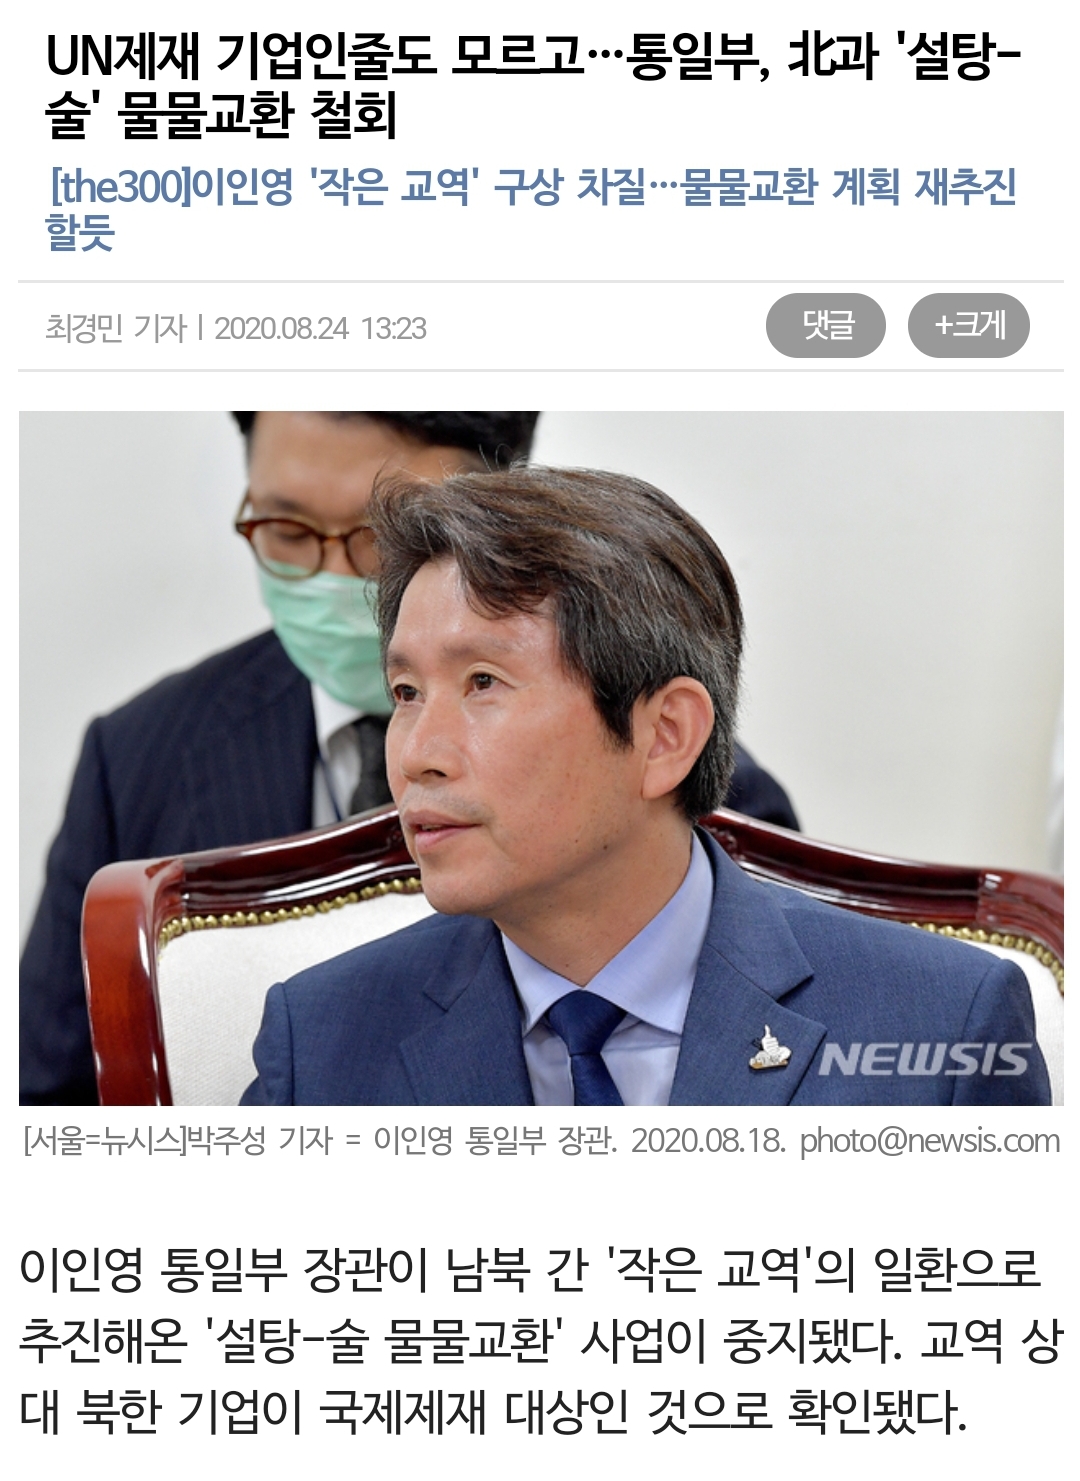 UN제재 기업인줄도 모르고…통일부, 北과 '설탕-
술' 물물교환 철회
[the300]이인영 '작은 교역' 구상 차질…물물교환 계획 재추진
할듯
최경민 기자 | 2020.08.24 13:23
댓글
+크게
NEWSIS
[서울=뉴시스]박주성 기자 = 이인영 통일부 장관. 2020.08.18. photo@newsis.com
이인영 통일부 장관이 남북 간 '작은 교역'의 일환으로
추진해온 '설탕-술 물물교환' 사업이 중지됐다. 교역 상
대 북한 기업이 국제제재 대상인 것으로 확인됐다.